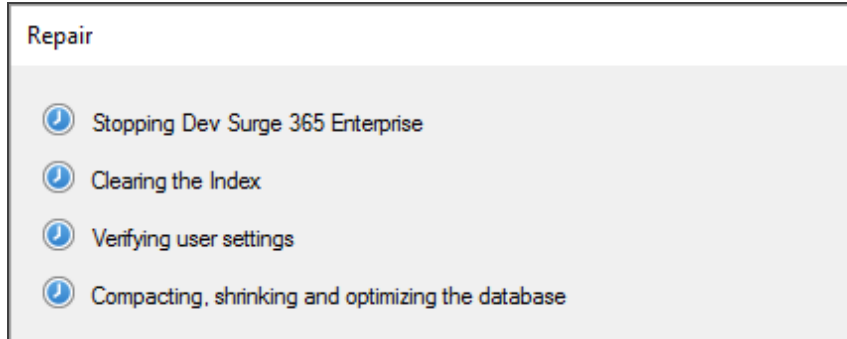 Repair
Stopping Dev Surge 365 Enterprise
Clearing the Index
Verifying user settings
Compacting, shrinking and optimizing the database